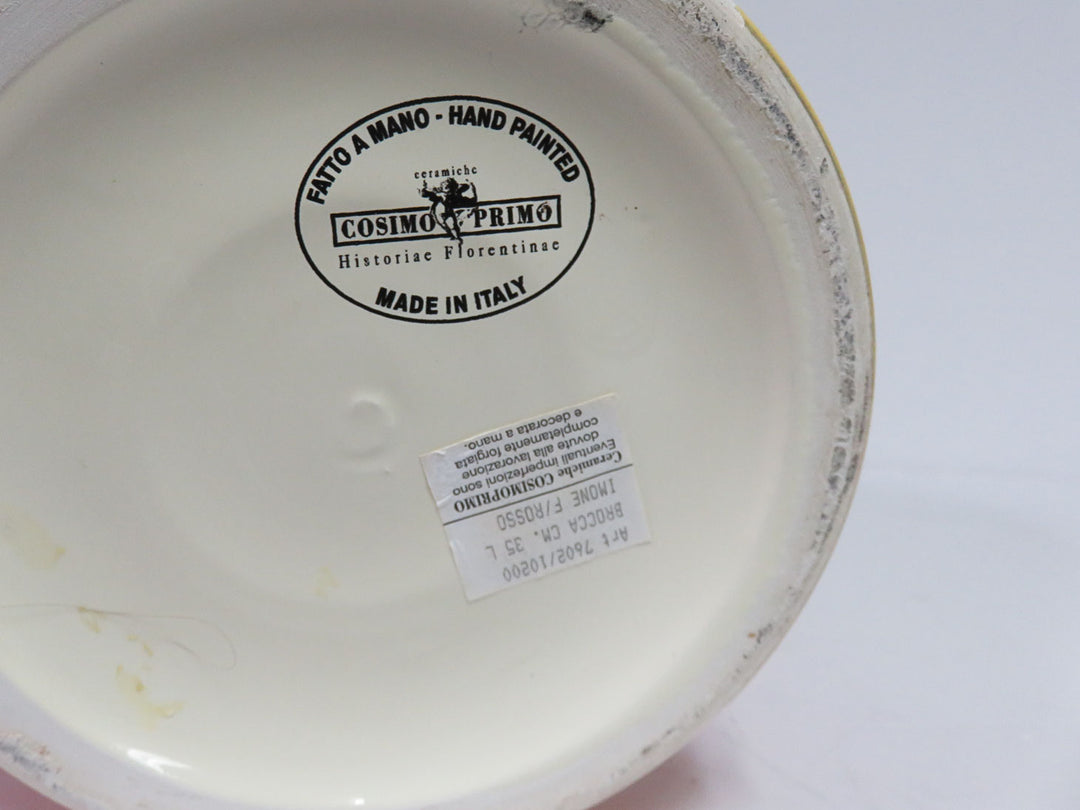 FATTO A MANO - HAND PAINTED
ceramiche
COSIMO PRIMO
Historiae Florentinae
MADE IN ITALY
Art 7602/10200
BROCCA CM. 35 L
IMONE F/ROSSO
Ceramiche COSIMOPRIMO
Eventuali imperfezioni sono
dovute alla lavorazione
completamente forgiata
e decorata a mano.